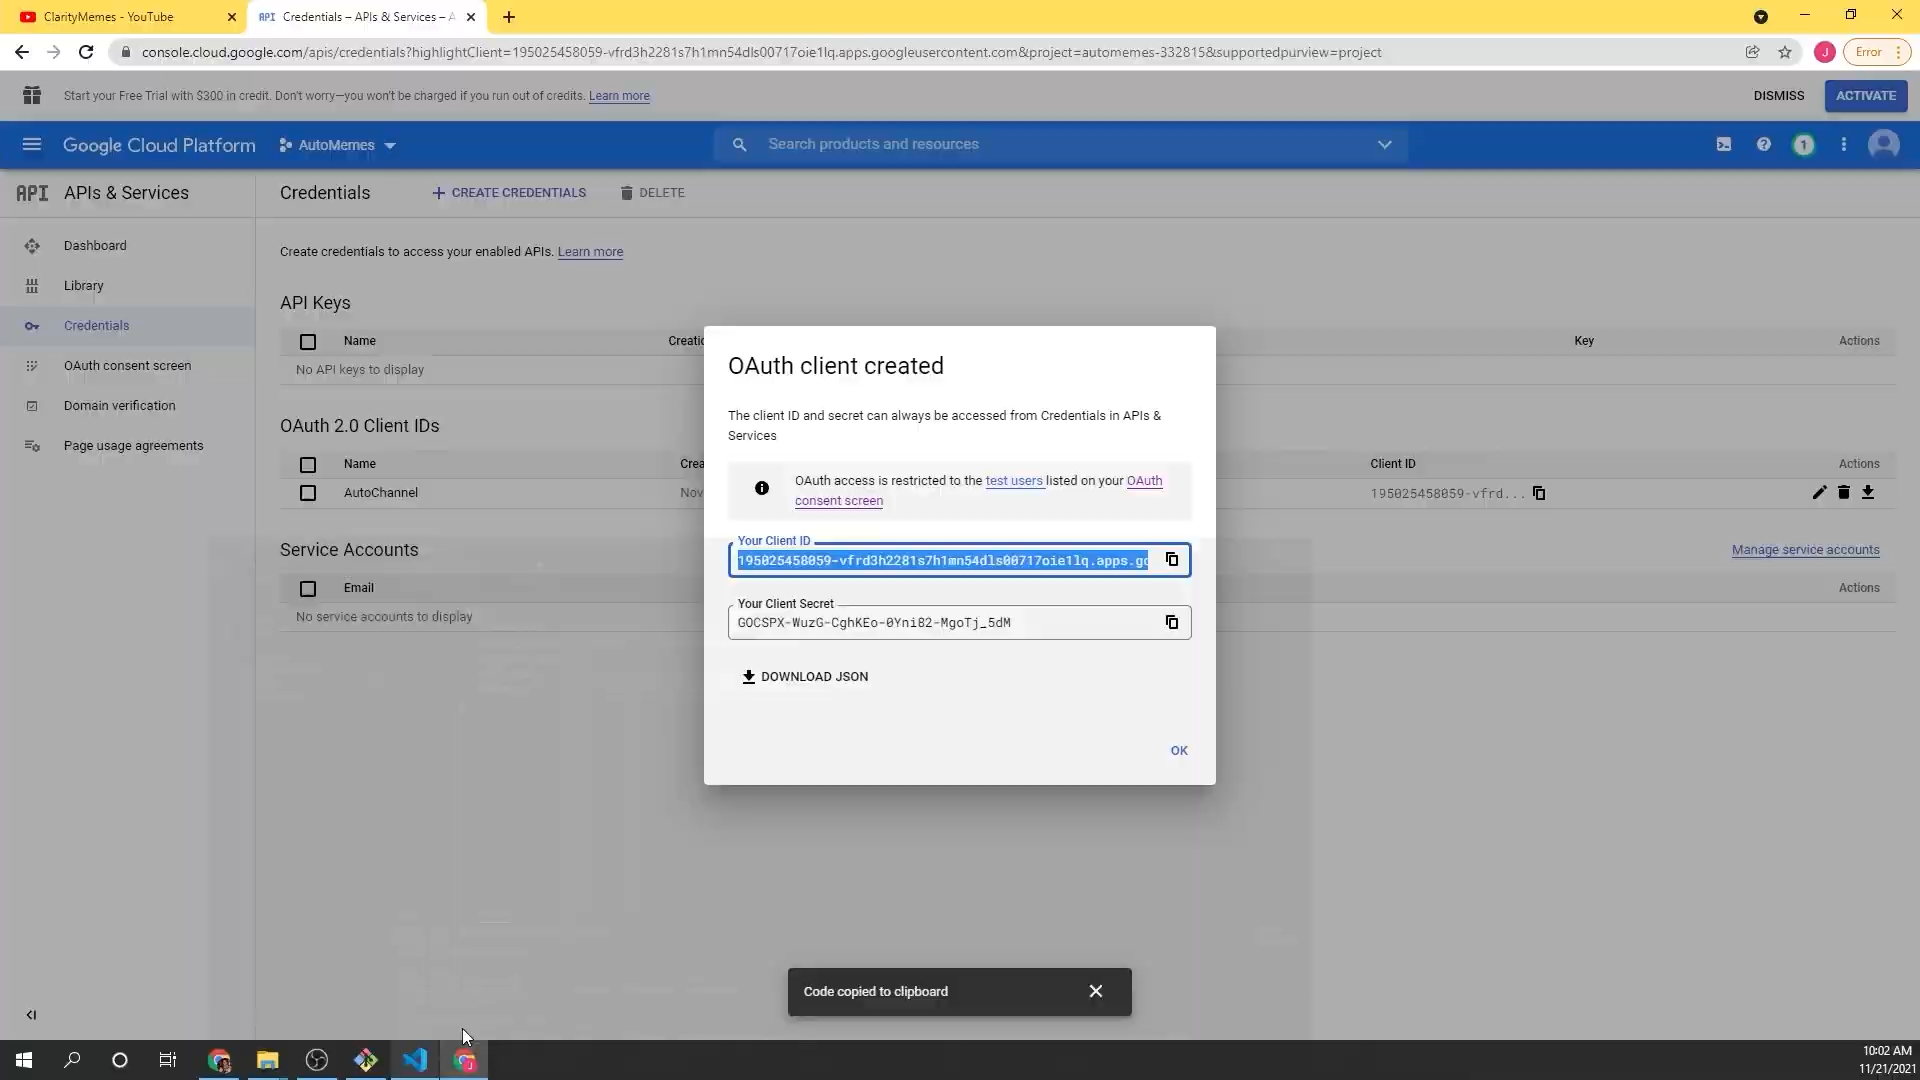 ClarityMemes - YouTube
API Credentials – APIs & Services – A
console.cloud.google.com/apis/credentials?highlightClient=195025458059-vfrd3h2281s7h1mn54dls00717oie1lq.apps.googleusercontent.com&project=automemes-332815&supportedpurview=project
J
Error
Start your Free Trial with $300 in credit. Don't worry—you won't be charged if you run out of credits. Learn more
DISMISS
ACTIVATE
Google Cloud Platform
AutoMemes
Search products and resources
1
API APIs & Services
Credentials
CREATE CREDENTIALS
DELETE
Dashboard
Library
Credentials
OAuth consent screen
Domain verification
Page usage agreements
Create credentials to access your enabled APIs. Learn more
API Keys
Name
Creatio
Key
Actions
No API keys to display
OAuth 2.0 Client IDs
Name
Crea
Client ID
Actions
AutoChannel
Nov
195025458059-vfrd...
Service Accounts
Manage service accounts
Email
Actions
No service accounts to display
OAuth client created
The client ID and secret can always be accessed from Credentials in APIs &
Services
OAuth access is restricted to the test users listed on your OAuth
consent screen
Your Client ID
195025458059-vfrd3h2281s7h1mn54dls00717oie1lq.apps.go
Your Client Secret
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
DOWNLOAD JSON
OK
Code copied to clipboard
10:02 AM
11/21/2021